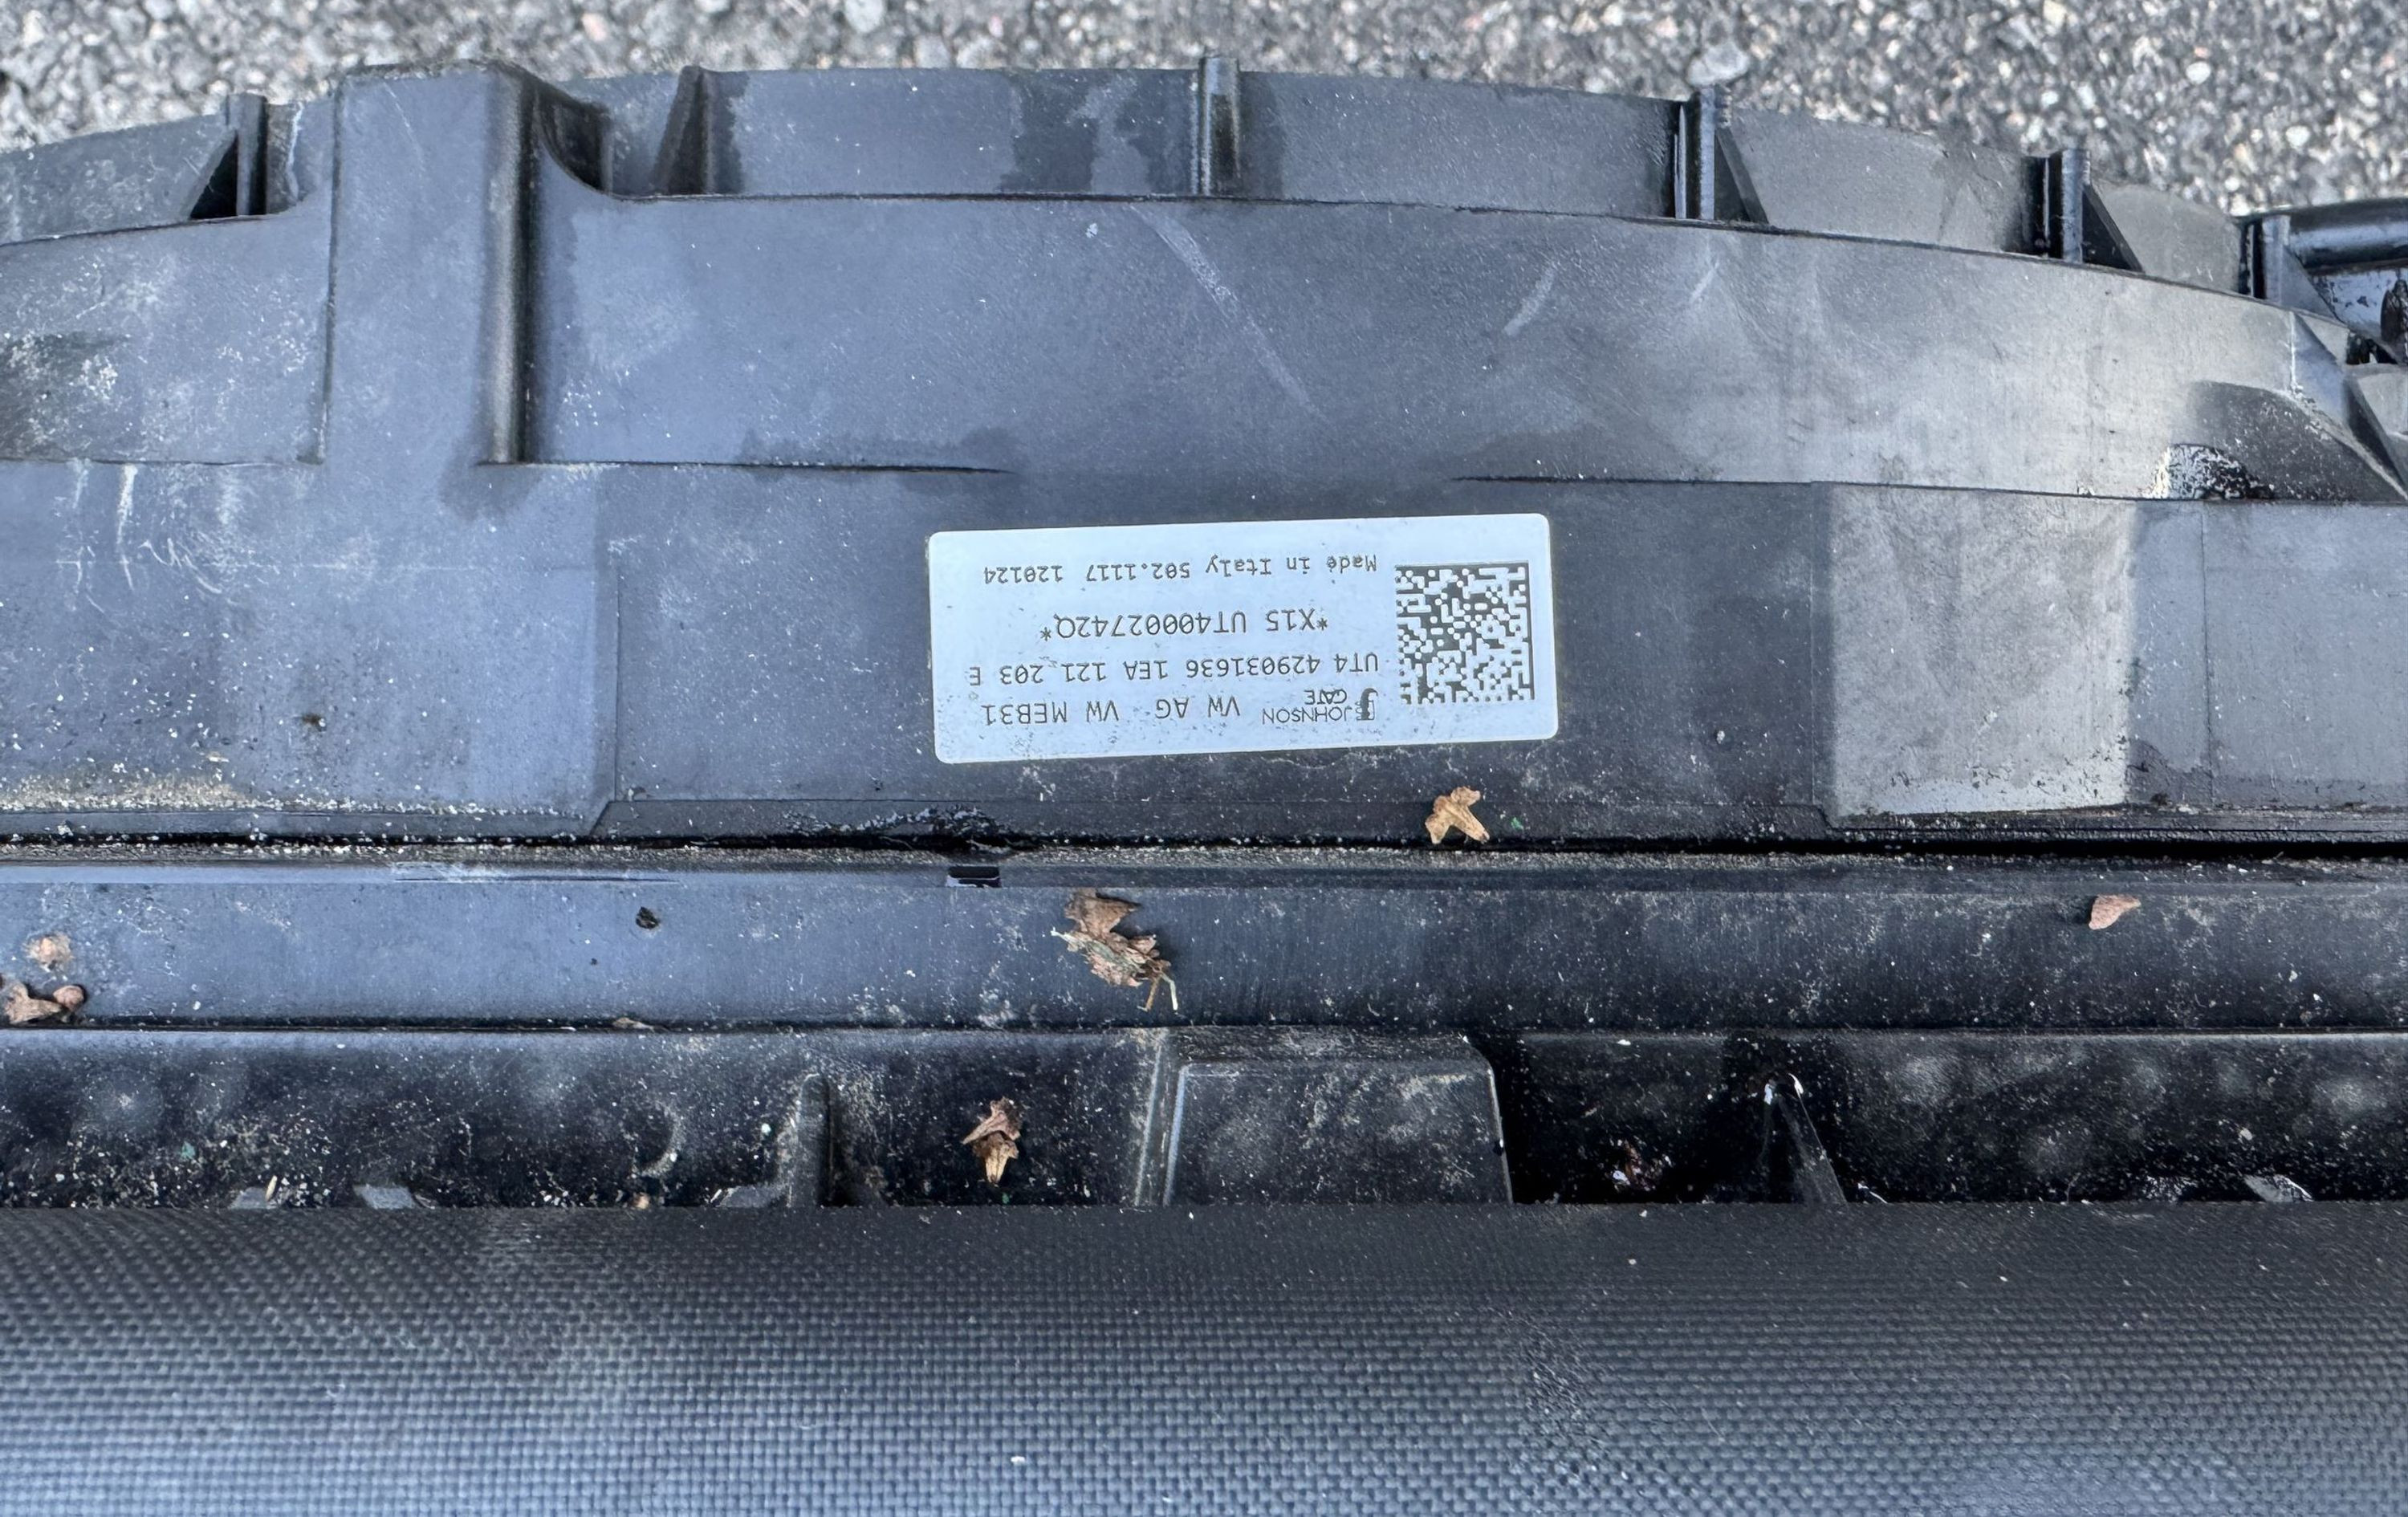 JOHNSON VW AG VW MEB31
GATE
UT4 429031636 1EA 121 203 E
*X15 UT40002742Q*
Made in Italy 502.1117 120124